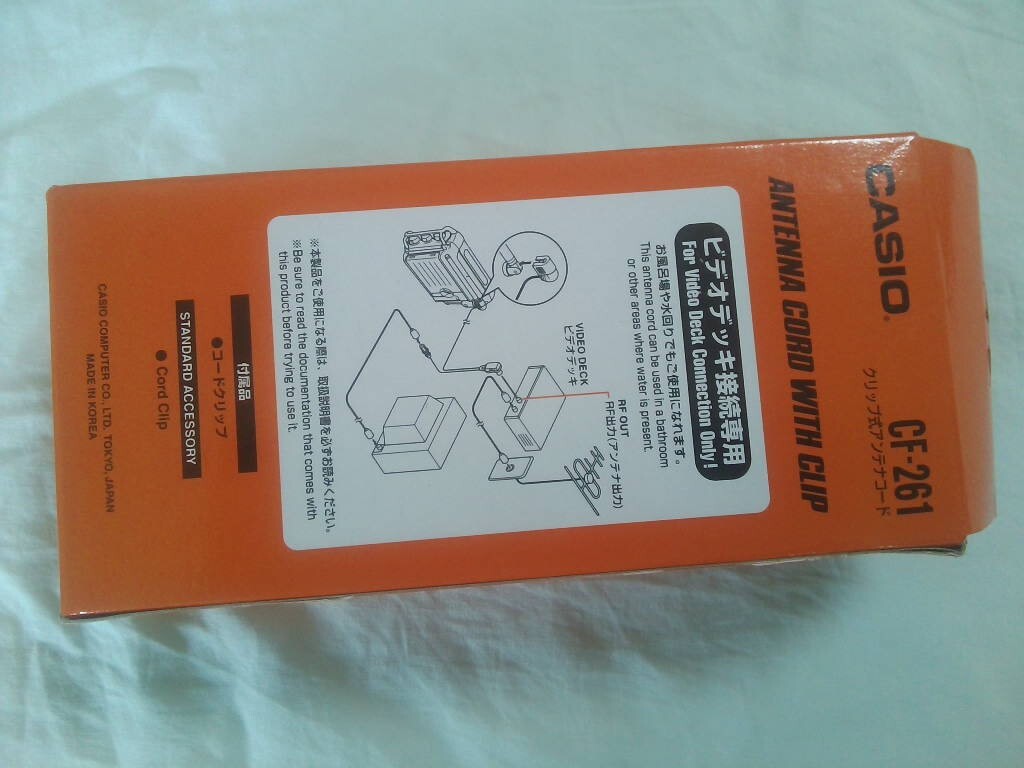 CASIO®
CF-261
クリップ式アンテナコード
ANTENNA CORD WITH CLIP
ビデオデッキ接続専用
For Video Deck Connection Only!
お風呂場や水回りでもご使用になれます。
This antenna cord can be used in a bathroom
or other areas where water is present.
RF OUT
RF出力(アンテナ出力)
VIDEO DECK
ビデオデッキ
※本製品をご使用になる際は、取扱説明書を必ずお読みください。
※Be sure to read the documentation that comes with
this product before trying to use it.
付属品
●コードクリップ
STANDARD ACCESSORY
● Cord Clip
CASIO COMPUTER CO., LTD. TOKYO, JAPAN
MADE IN KOREA